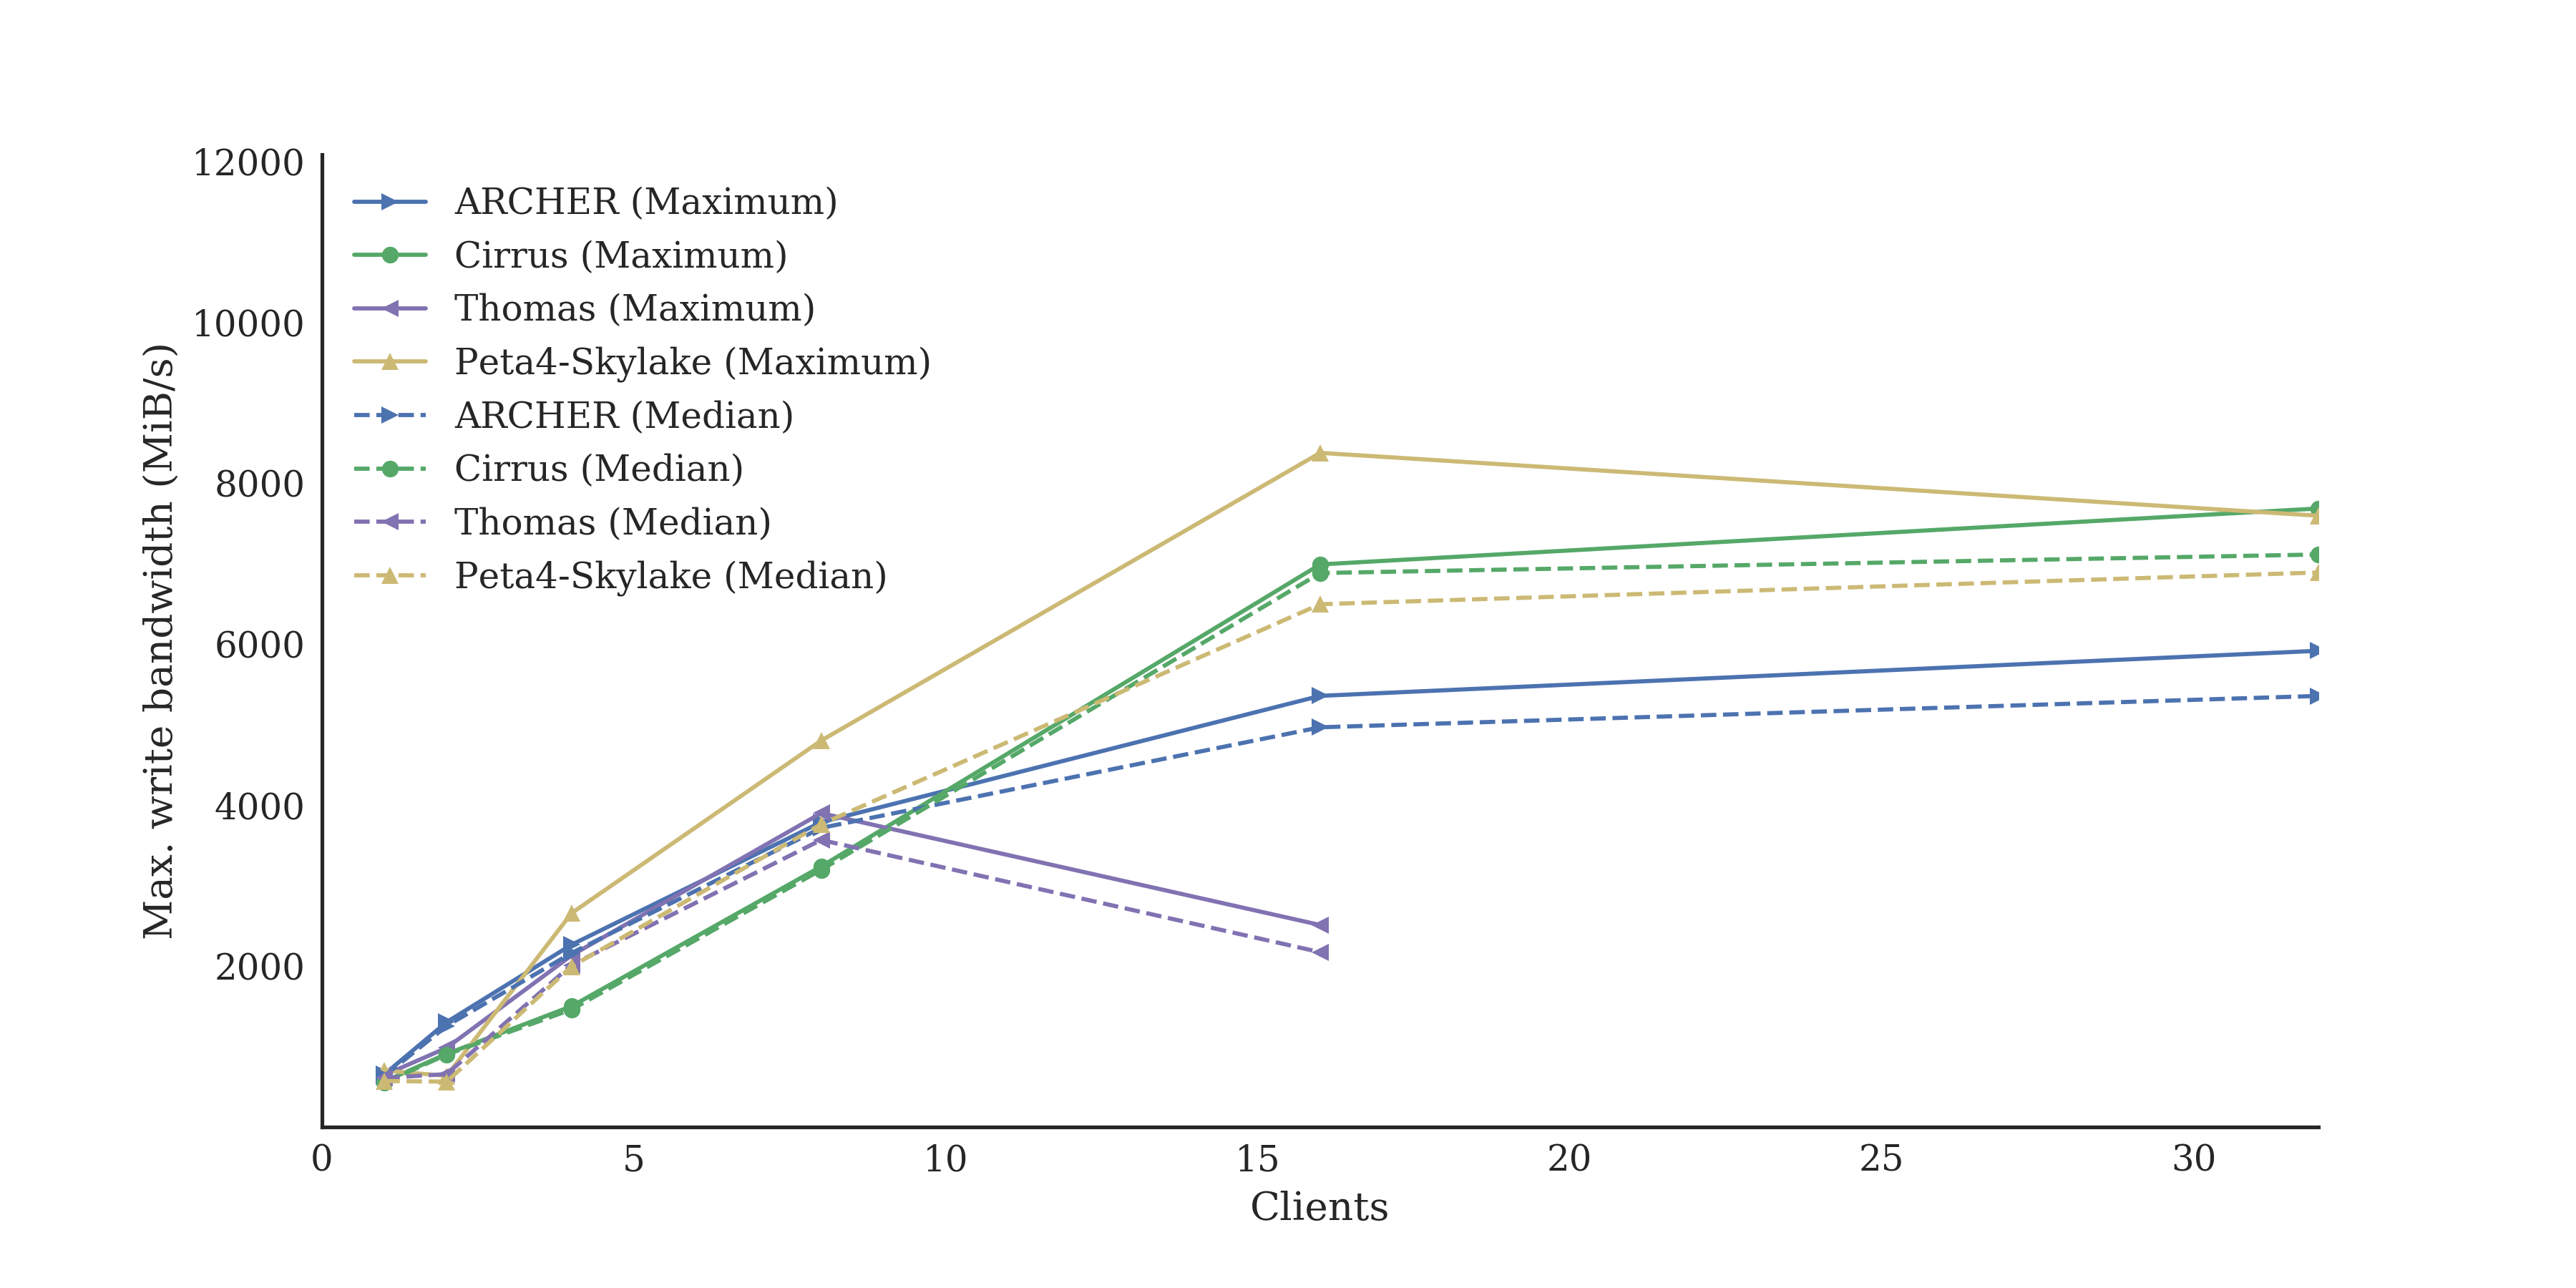 12000
10000
8000
6000
4000
2000
Max. write bandwidth (MiB/s)
ARCHER (Maximum)
Cirrus (Maximum)
Thomas (Maximum)
Peta4-Skylake (Maximum)
ARCHER (Median)
Cirrus (Median)
Thomas (Median)
Peta4-Skylake (Median)
0 5 10 15 20 25 30
Clients